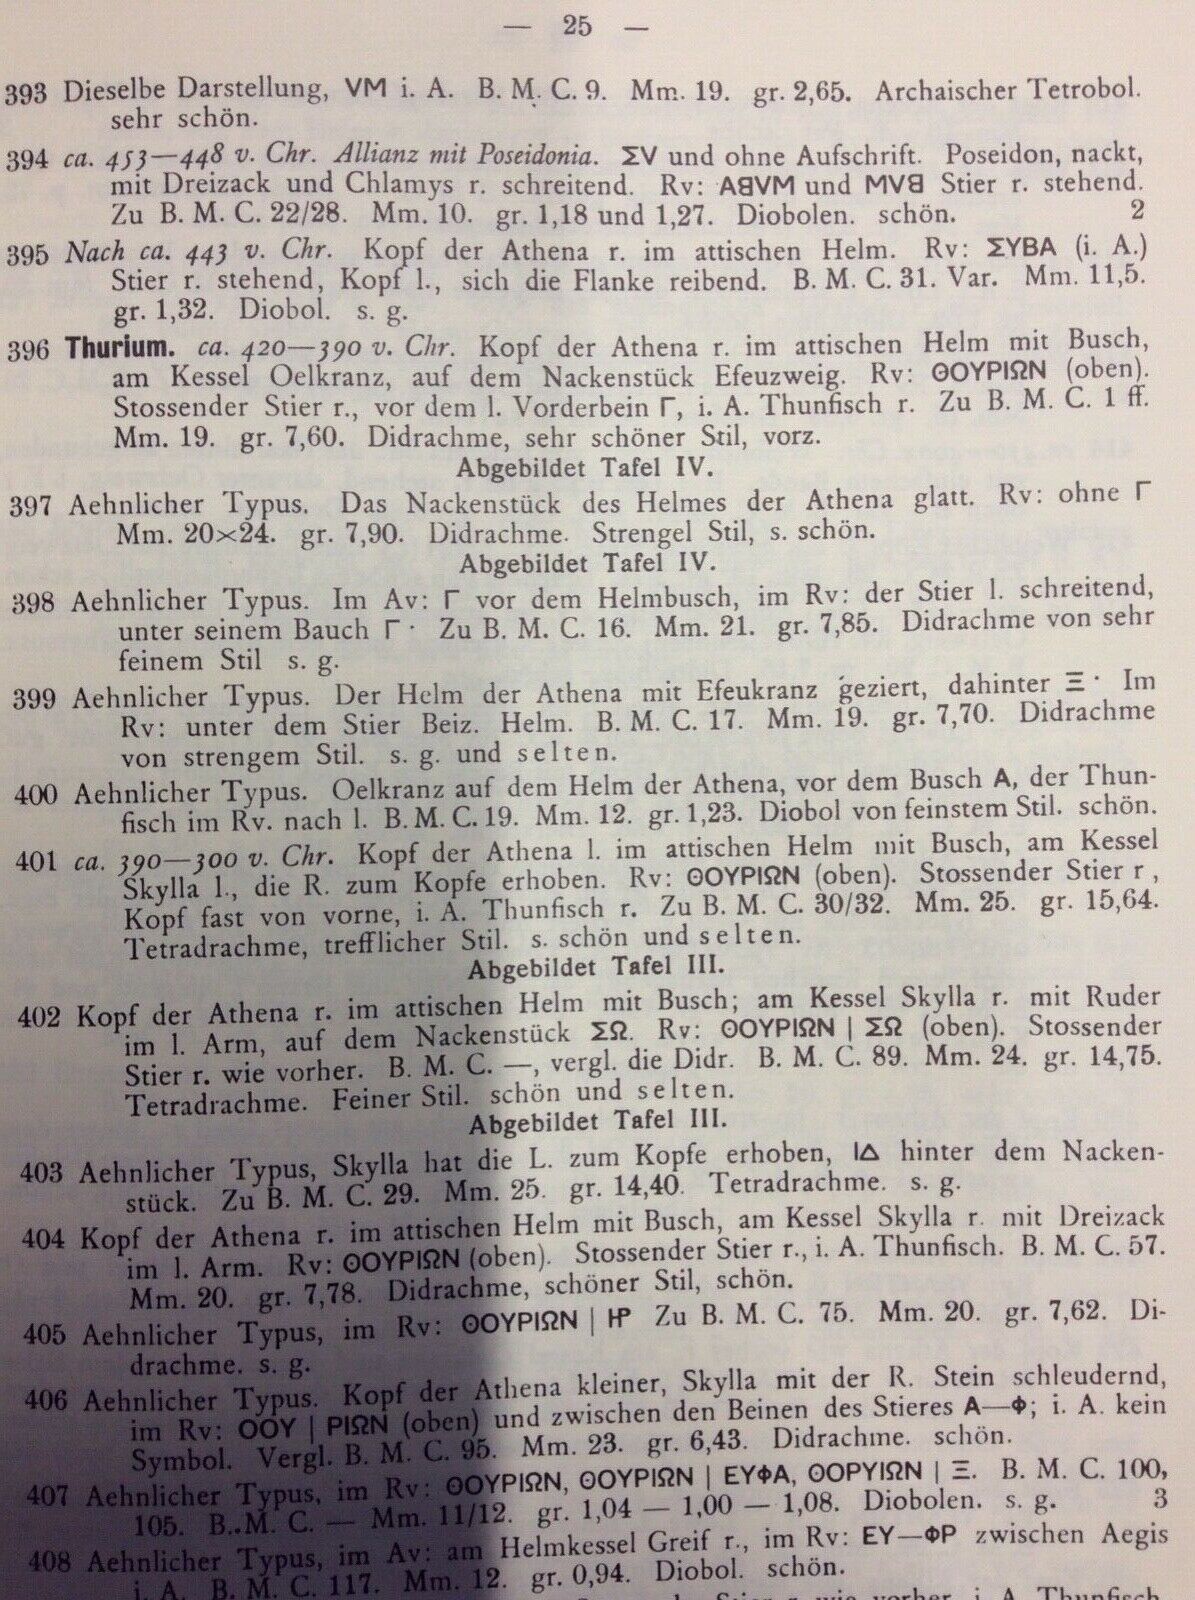 — 25 —
393 Dieselbe Darstellung, VM i. A. B. M. C. 9. Mm. 19. gr. 2,65. Archaischer Tetrobol.
sehr schön.
394 ca. 453—448 v. Chr. Allianz mit Poseidonia. ΣV und ohne Aufschrift. Poseidon, nackt,
mit Dreizack und Chlamys r. schreitend. Rv: AᗺVM und MVᗺ Stier r. stehend.
Zu B. M. C. 22/28. Mm. 10. gr. 1,18 und 1,27. Diobolen. schön. 2
395 Nach ca. 443 v. Chr. Kopf der Athena r. im attischen Helm. Rv: ΣYBA (i. A.)
Stier r. stehend, Kopf l., sich die Flanke reibend. B. M. C. 31. Var. Mm. 11,5.
gr. 1,32. Diobol. s. g.
396 Thurium. ca. 420—390 v. Chr. Kopf der Athena r. im attischen Helm mit Busch,
am Kessel Oelkranz, auf dem Nackenstück Efeuzweig. Rv: ΘΟΥΡΙΩΝ (oben).
Stossender Stier r., vor dem l. Vorderbein Γ, i. A. Thunfisch r. Zu B. M. C. 1 ff.
Mm. 19. gr. 7,60. Didrachme, sehr schöner Stil, vorz.
Abgebildet Tafel IV.
397 Aehnlicher Typus. Das Nackenstück des Helmes der Athena glatt. Rv: ohne Γ
Mm. 20×24. gr. 7,90. Didrachme. Strengel Stil, s. schön.
Abgebildet Tafel IV.
398 Aehnlicher Typus. Im Av: Γ vor dem Helmbusch, im Rv: der Stier l. schreitend,
unter seinem Bauch Γ· Zu B. M. C. 16. Mm. 21. gr. 7,85. Didrachme von sehr
feinem Stil s. g.
399 Aehnlicher Typus. Der Helm der Athena mit Efeukranz geziert, dahinter Ξ· Im
Rv: unter dem Stier Beiz. Helm. B. M. C. 17. Mm. 19. gr. 7,70. Didrachme
von strengem Stil. s. g. und selten.
400 Aehnlicher Typus. Oelkranz auf dem Helm der Athena, vor dem Busch A, der Thun-
fisch im Rv. nach l. B. M. C. 19. Mm. 12. gr. 1,23. Diobol von feinstem Stil. schön.
401 ca. 390—300 v. Chr. Kopf der Athena l. im attischen Helm mit Busch, am Kessel
Skylla l., die R. zum Kopfe erhoben. Rv: ΘΟΥΡΙΩΝ (oben). Stossender Stier r,
Kopf fast von vorne, i. A. Thunfisch r. Zu B. M. C. 30/32. Mm. 25. gr. 15,64.
Tetradrachme, trefflicher Stil. s. schön und selten.
Abgebildet Tafel III.
402 Kopf der Athena r. im attischen Helm mit Busch; am Kessel Skylla r. mit Ruder
im l. Arm, auf dem Nackenstück ΣΩ. Rv: ΘΟΥΡΙΩΝ | ΣΩ (oben). Stossender
Stier r. wie vorher. B. M. C. —, vergl. die Didr. B. M. C. 89. Mm. 24. gr. 14,75.
Tetradrachme. Feiner Stil. schön und selten.
Abgebildet Tafel III.
403 Aehnlicher Typus, Skylla hat die L. zum Kopfe erhoben, ΙΔ hinter dem Nacken-
stück. Zu B. M. C. 29. Mm. 25. gr. 14,40. Tetradrachme. s. g.
404 Kopf der Athena r. im attischen Helm mit Busch, am Kessel Skylla r. mit Dreizack
im l. Arm. Rv: ΘΟΥΡΙΩΝ (oben). Stossender Stier r., i. A. Thunfisch. B. M. C. 57.
Mm. 20. gr. 7,78. Didrachme, schöner Stil, schön.
405 Aehnlicher Typus, im Rv: ΘΟΥΡΙΩΝ | Zu B. M. C. 75. Mm. 20. gr. 7,62. Di-
drachme. s. g.
406 Aehnlicher Typus. Kopf der Athena kleiner, Skylla mit der R. Stein schleudernd,
im Rv: ΘΟΥ | ΡΙΩΝ (oben) und zwischen den Beinen des Stieres A—Φ; i. A. kein
Symbol. Vergl. B. M. C. 95. Mm. 23. gr. 6,43. Didrachme. schön.
407 Aehnlicher Typus, im Rv: ΘΟΥΡΙΩΝ, ΘΟΥΡΙΩΝ | ΕΥΦΑ, ΘΟΡΥΙΩΝ | Ξ. B. M. C. 100,
105. B. M. C. — Mm. 11/12. gr. 1,04 — 1,00 — 1,08. Diobolen. s. g. 3
408 Aehnlicher Typus, im Av: am Helmkessel Greif r., im Rv: ΕΥ—ΦΡ zwischen Aegis
i. A. B. M. C. 117. Mm. 12. gr. 0,94. Diobol. schön.
Stier r. wie vorher, i. A. Thunfisch.